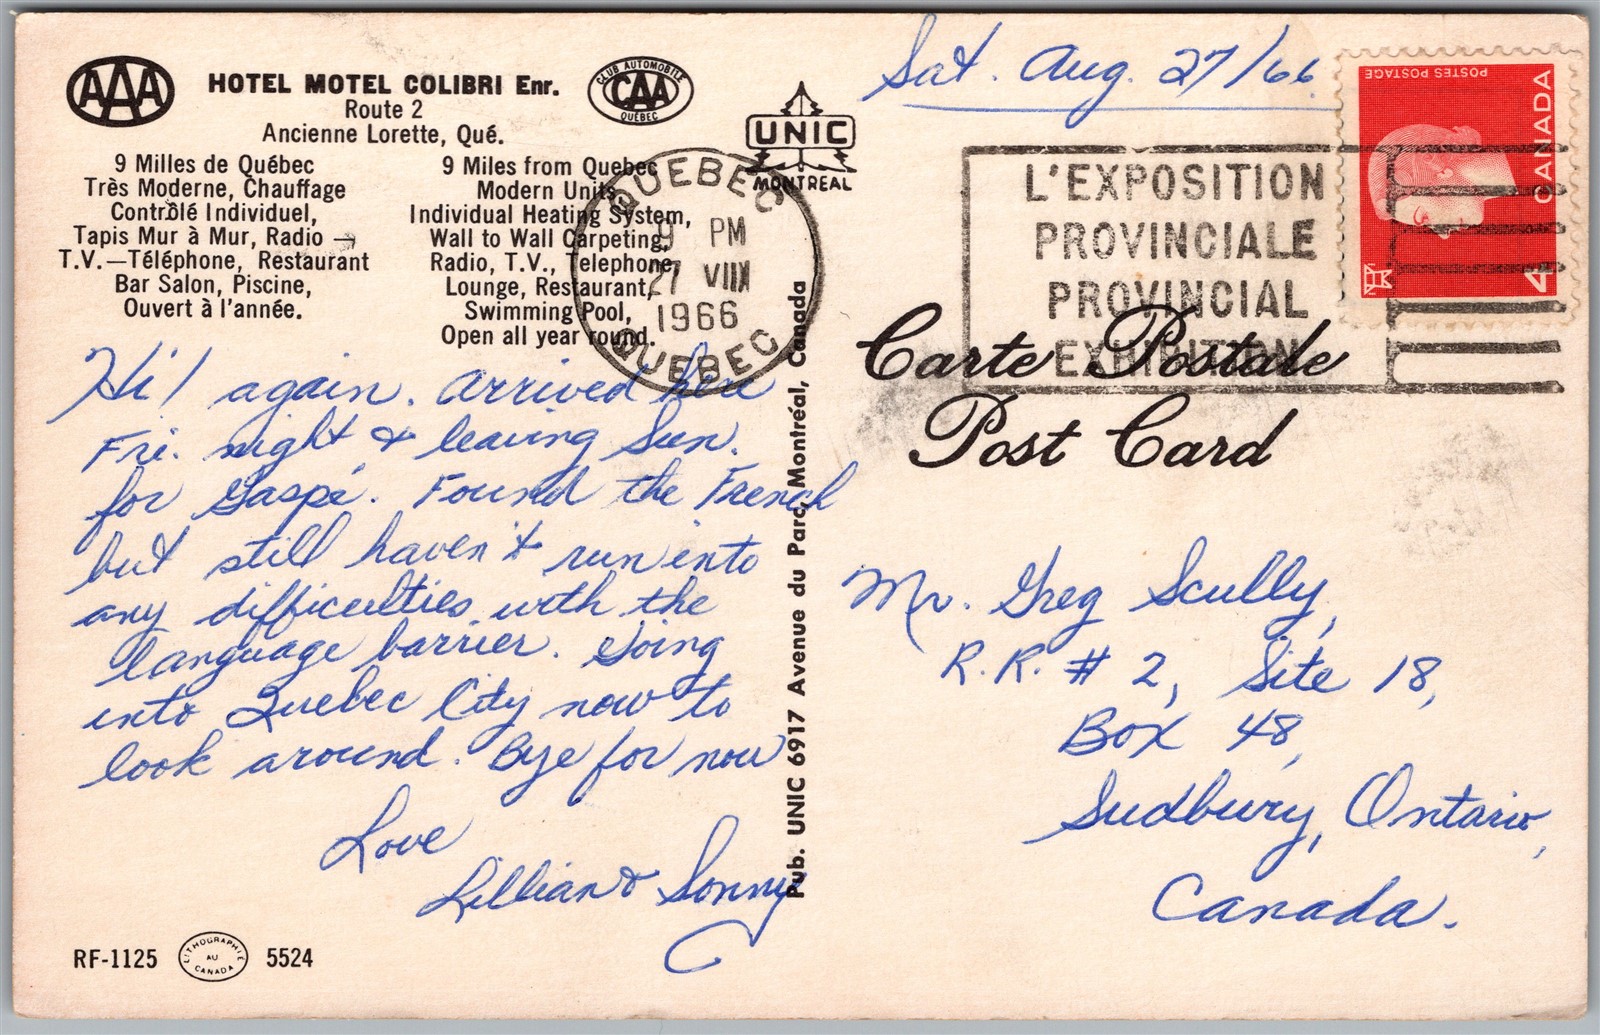 AAA
HOTEL MOTEL COLIBRI Enr.
Route 2
Ancienne Lorette, Qué.
CLUB AUTOMOBILE
CAA
QUÉBEC
9 Milles de Québec
Très Moderne, Chauffage
Contrôlé Individuel,
Tapis Mur à Mur, Radio →
T.V.—Téléphone, Restaurant
Bar Salon, Piscine,
Ouvert à l'année.
9 Miles from Quebec
Modern Units,
Individual Heating System,
Wall to Wall Carpeting,
Radio, T.V., Telephone,
Lounge, Restaurant,
Swimming Pool,
Open all year round.
UNIC
MONTREAL
QUEBEC
9 PM
27 VIII
1966
QUEBEC
Hi! again. arrived here
Fri. night & leaving Sun.
for Gaspé. Found the French
but still haven't run into
any difficulties with the
language barrier. Going
into Quebec City now to
look around. Bye for now
Love
Lillian & Sonny
RF-1125
LITHOGRAPHIÉ
AU
CANADA
5524
Pub. UNIC 6917 Avenue du Parc, Montréal, Canada
Sat. Aug. 27/66.
L'EXPOSITION
PROVINCIALE
PROVINCIAL
EXHIBITION
POSTES POSTAGE
CANADA
4
Carte Postale
Post Card
Mr. Greg Scully,
R.R. # 2, Site 18,
Box 48,
Sudbury, Ontario,
Canada.